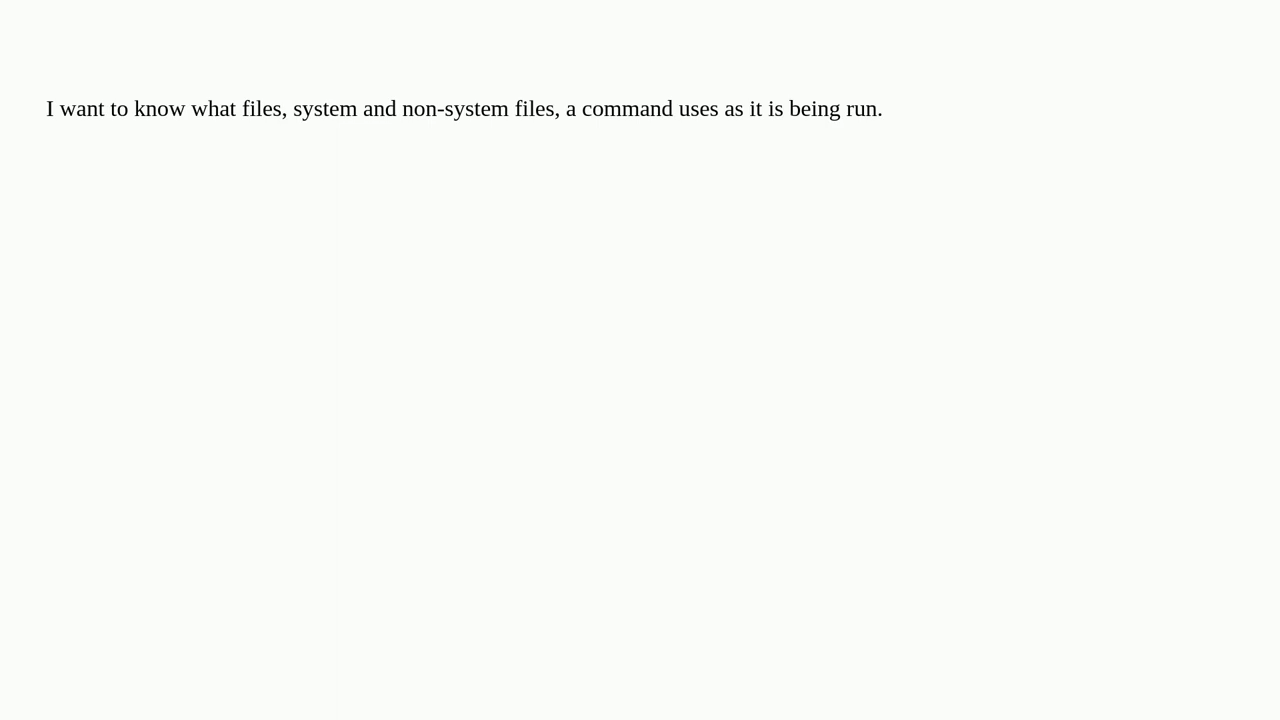 I want to know what files, system and non-system files, a command uses as it is being run.